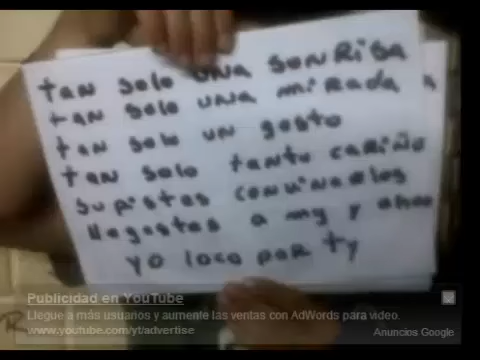 tan solo una sonrisa
tan solo una mirada
tan solo un gesto
tan solo tanto cariño
supistes convinarlos
llegastes a my y ahora
yo loco por ty
Publicidad en YouTube
Llegue a más usuarios y aumente las ventas con AdWords para video.
www.youtube.com/yt/advertise
Anuncios Google